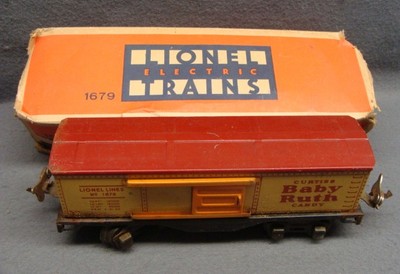 LIONEL
ELECTRIC
TRAINS
1679
LIONEL LINES
CURTISS
Baby
Ruth
CANDY